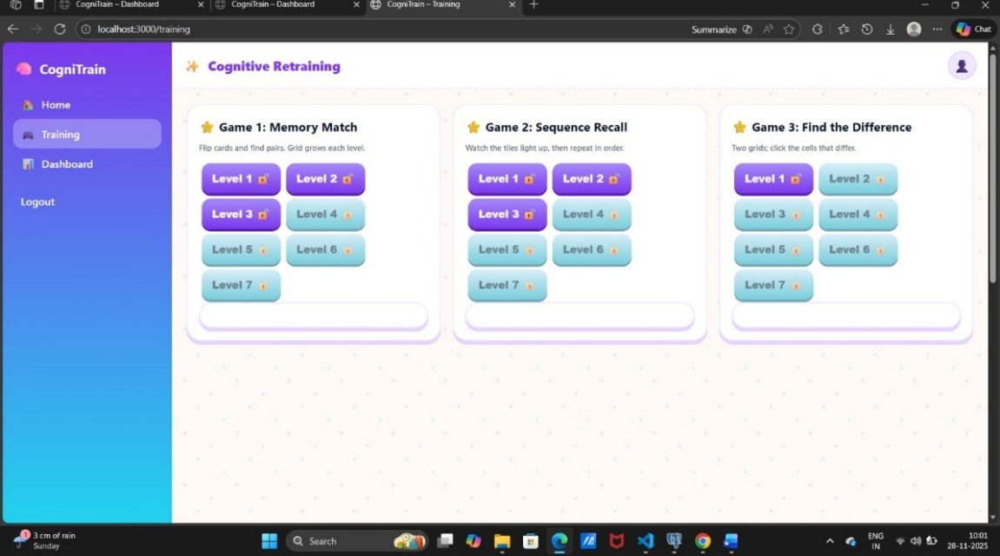 CogniTrain – Dashboard
CogniTrain – Dashboard
CogniTrain – Training
localhost:3000/training
Summarize
Chat
CogniTrain
Home
Training
Dashboard
Logout
Cognitive Retraining
Game 1: Memory Match
Flip cards and find pairs. Grid grows each level.
Level 1 Level 2
Level 3 Level 4
Level 5 Level 6
Level 7
Game 2: Sequence Recall
Watch the tiles light up, then repeat in order.
Level 1 Level 2
Level 3 Level 4
Level 5 Level 6
Level 7
Game 3: Find the Difference
Two grids; click the cells that differ.
Level 1 Level 2
Level 3 Level 4
Level 5 Level 6
Level 7
1
3 cm of rain
Sunday
Search
ENG
IN
10:01
28-11-2025